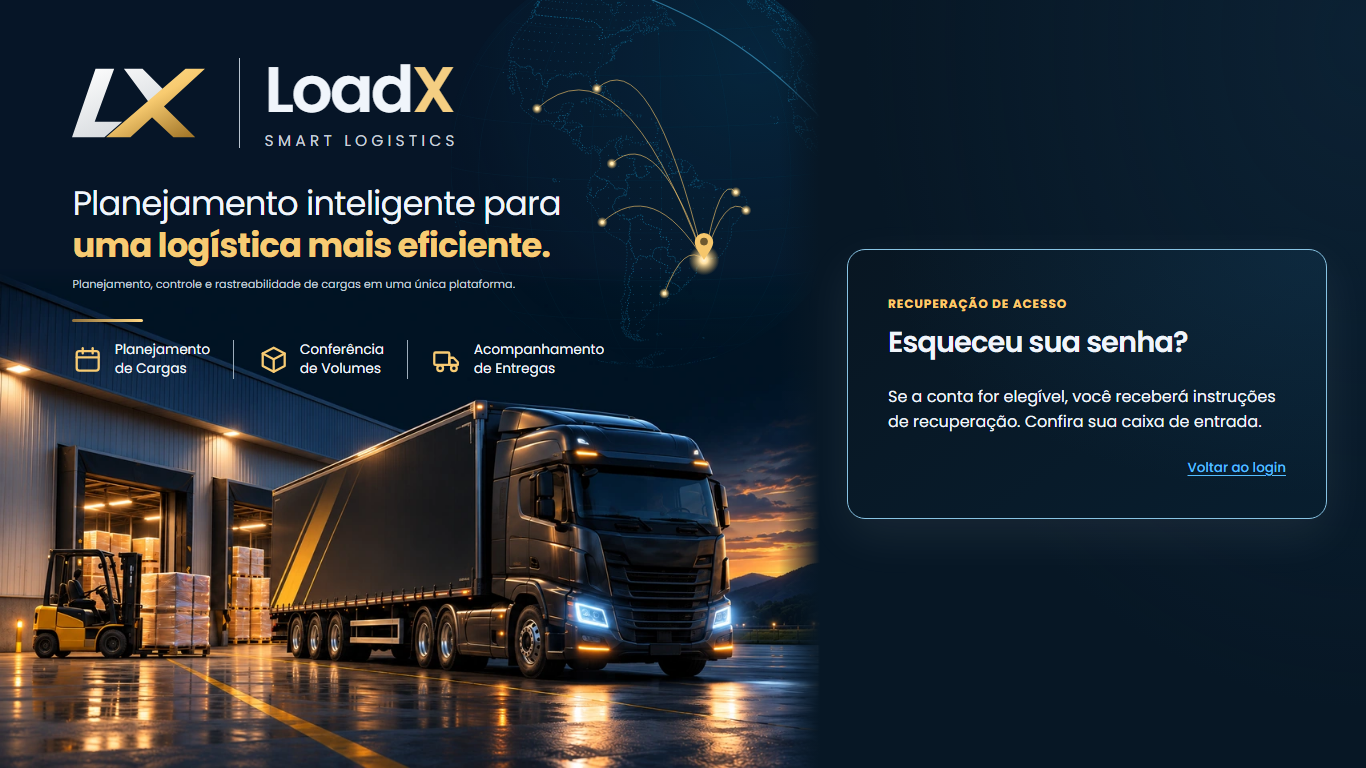 LX
LoadX
SMART LOGISTICS
Planejamento inteligente para
uma logística mais eficiente.
Planejamento, controle e rastreabilidade de cargas em uma única plataforma.
Planejamento
de Cargas
Conferência
de Volumes
Acompanhamento
de Entregas
RECUPERAÇÃO DE ACESSO
Esqueceu sua senha?
Se a conta for elegível, você receberá instruções
de recuperação. Confira sua caixa de entrada.
Voltar ao login